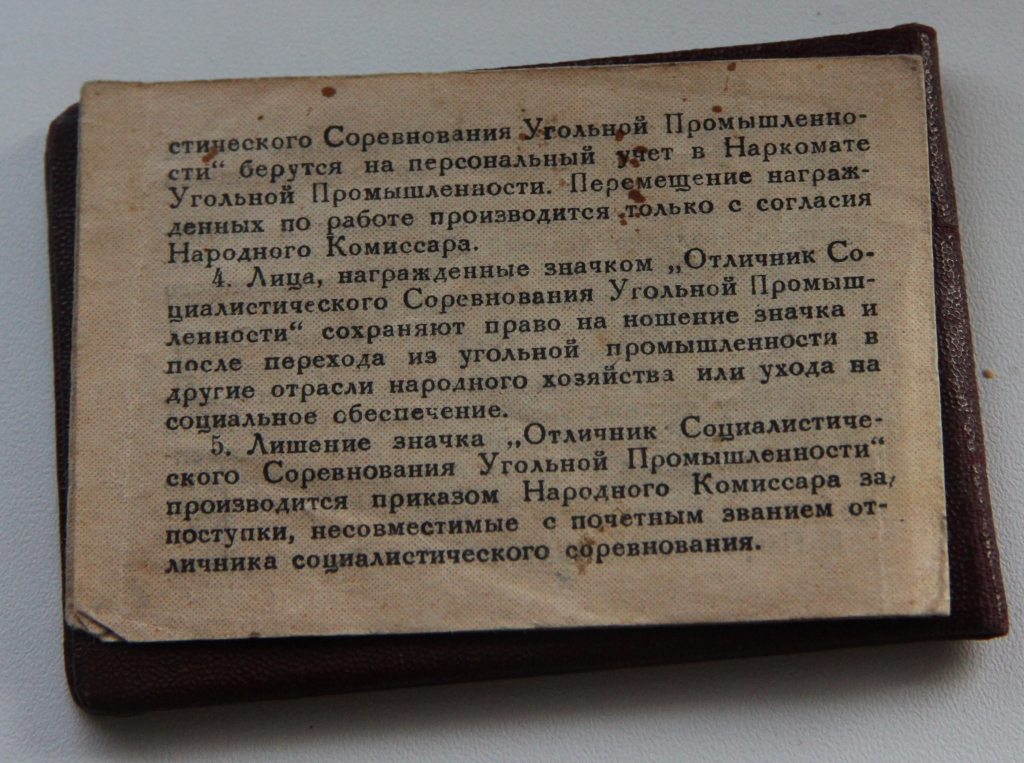 стического Соревнования Угольной Промышленно-
сти“ берутся на персональный учет в Наркомате
Угольной Промышленности. Перемещение награж-
денных по работе производится только с согласия
Народного Комиссара.
4. Лица, награжденные значком „Отличник Со-
циалистического Соревнования Угольной Промыш-
ленности“ сохраняют право на ношение значка и
после перехода из угольной промышленности в
другие отрасли народного хозяйства или ухода на
социальное обеспечение.
5. Лишение значка „Отличник Социалистиче-
ского Соревнования Угольной Промышленности“
производится приказом Народного Комиссара за
поступки, несовместимые с почетным званием от-
личника социалистического соревнования.